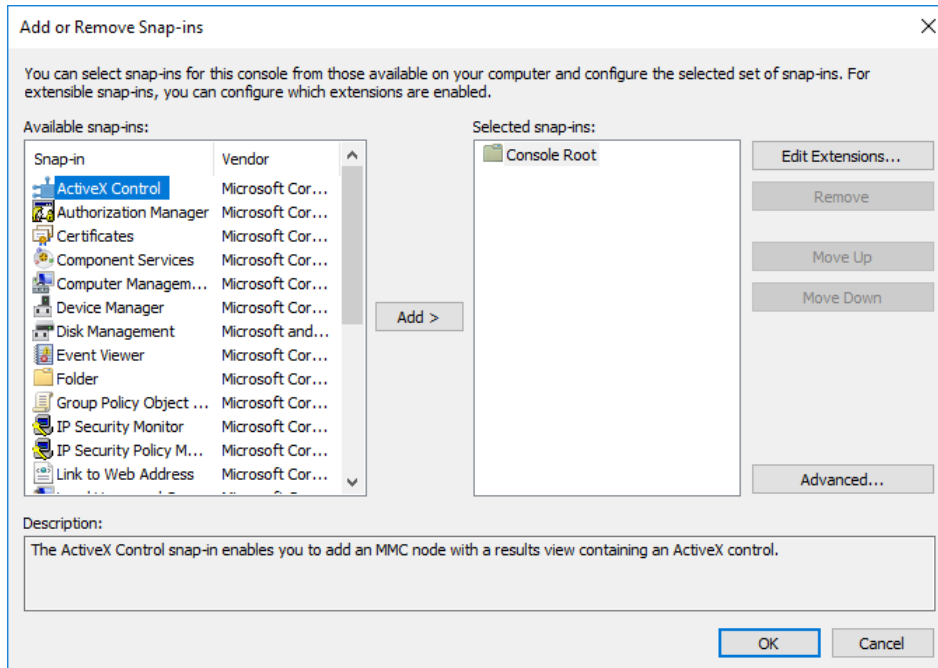 Add or Remove Snap-ins
You can select snap-ins for this console from those available on your computer and configure the selected set of snap-ins. For
extensible snap-ins, you can configure which extensions are enabled.
Available snap-ins:
Selected snap-ins:
Snap-in Vendor
ActiveX Control Microsoft Cor...
Authorization Manager Microsoft Cor...
Certificates Microsoft Cor...
Component Services Microsoft Cor...
Computer Managem... Microsoft Cor...
Device Manager Microsoft Cor...
Disk Management Microsoft and...
Event Viewer Microsoft Cor...
Folder Microsoft Cor...
Group Policy Object ... Microsoft Cor...
IP Security Monitor Microsoft Cor...
IP Security Policy M... Microsoft Cor...
Link to Web Address Microsoft Cor...
Add >
Console Root
Edit Extensions...
Remove
Move Up
Move Down
Advanced...
Description:
The ActiveX Control snap-in enables you to add an MMC node with a results view containing an ActiveX control.
OK
Cancel